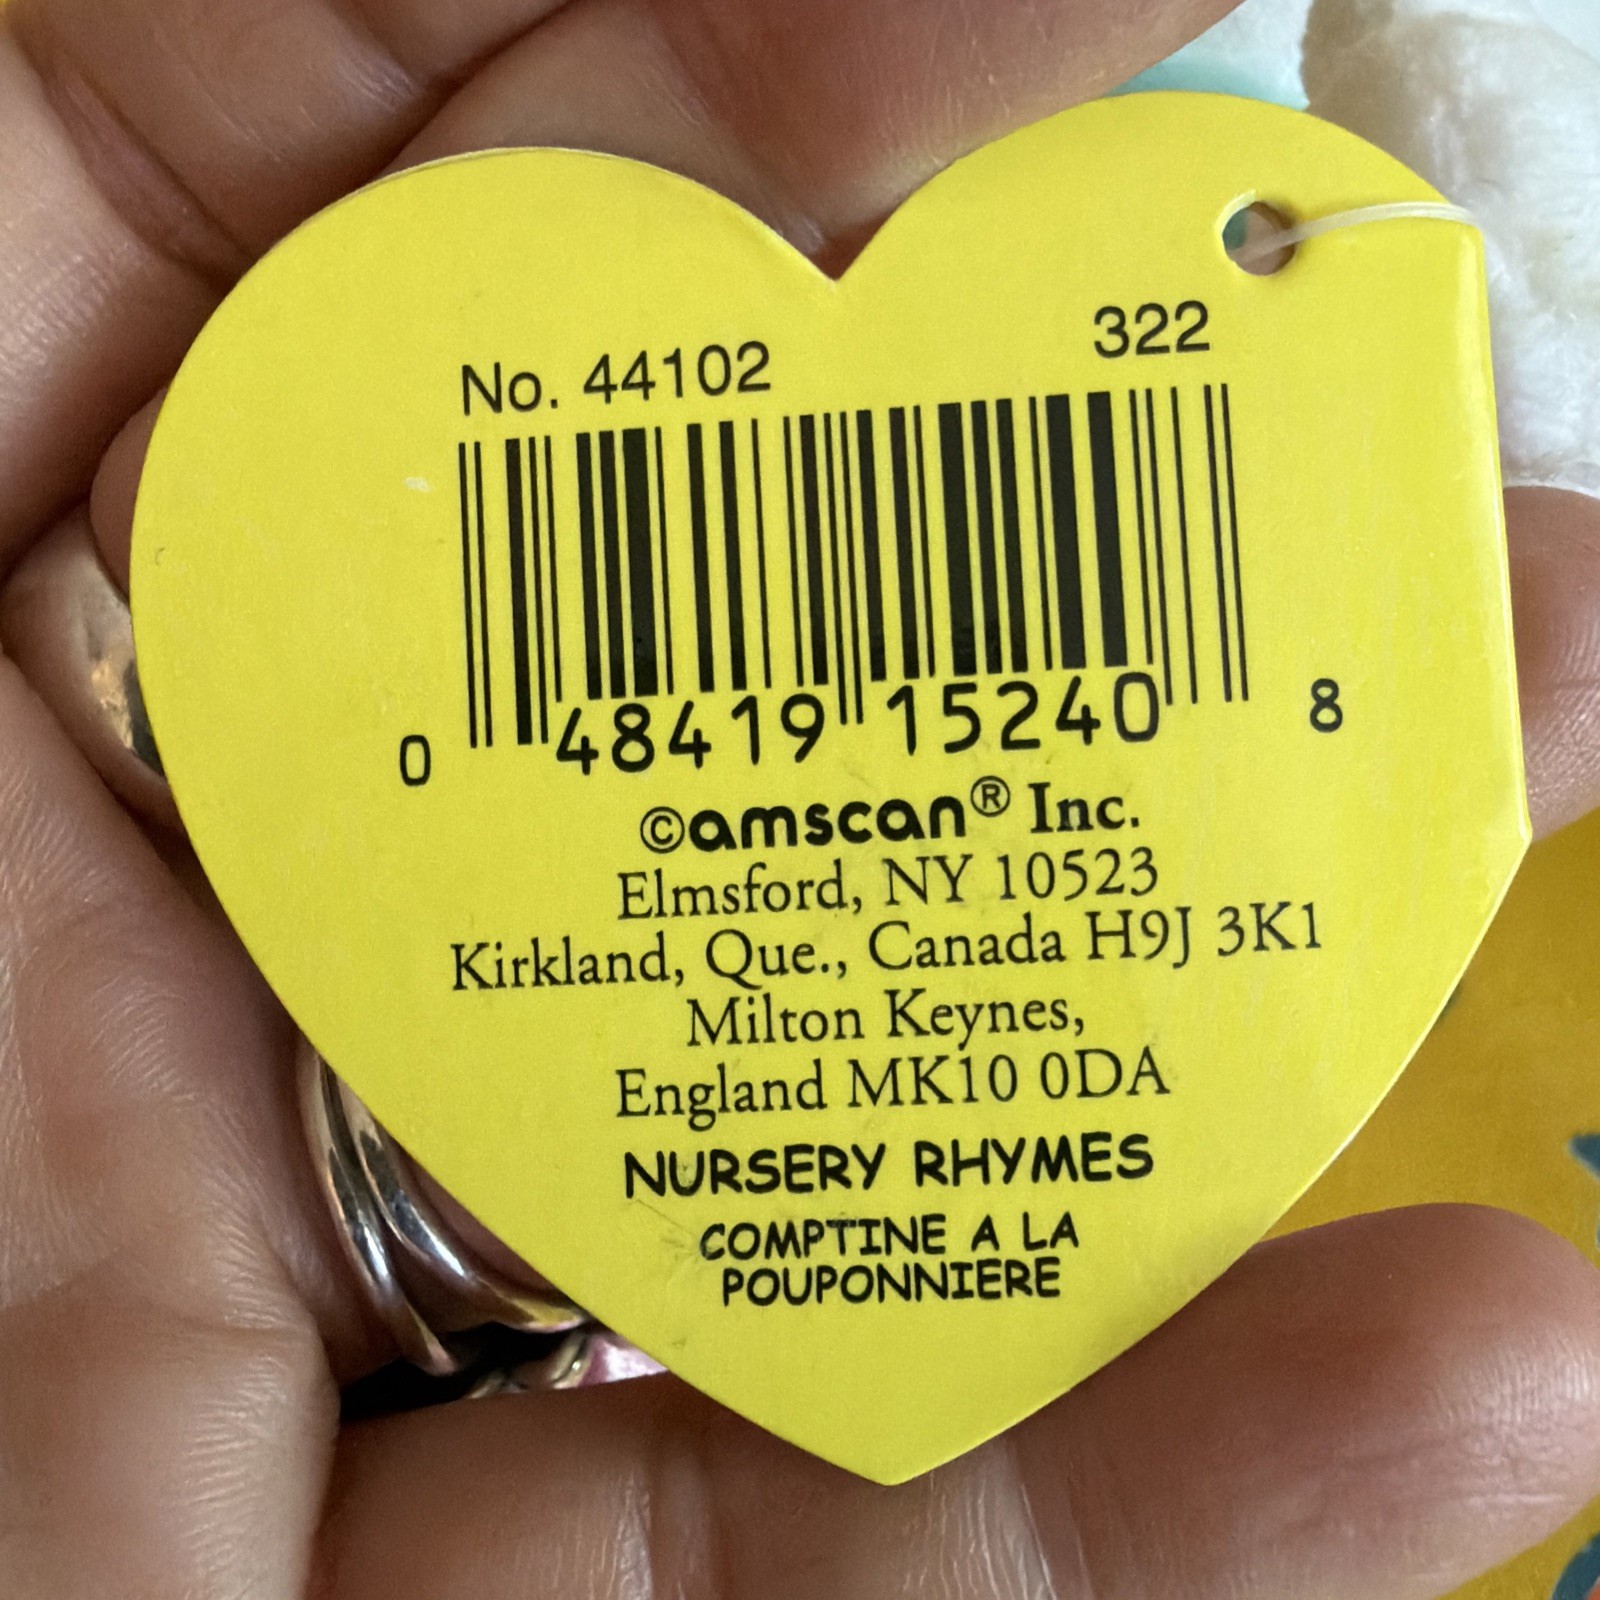 No. 44102 322
0 48419 15240 8
©amscan® Inc.
Elmsford, NY 10523
Kirkland, Que., Canada H9J 3K1
Milton Keynes,
England MK10 0DA
NURSERY RHYMES
COMPTINE A LA
POUPONNIERE